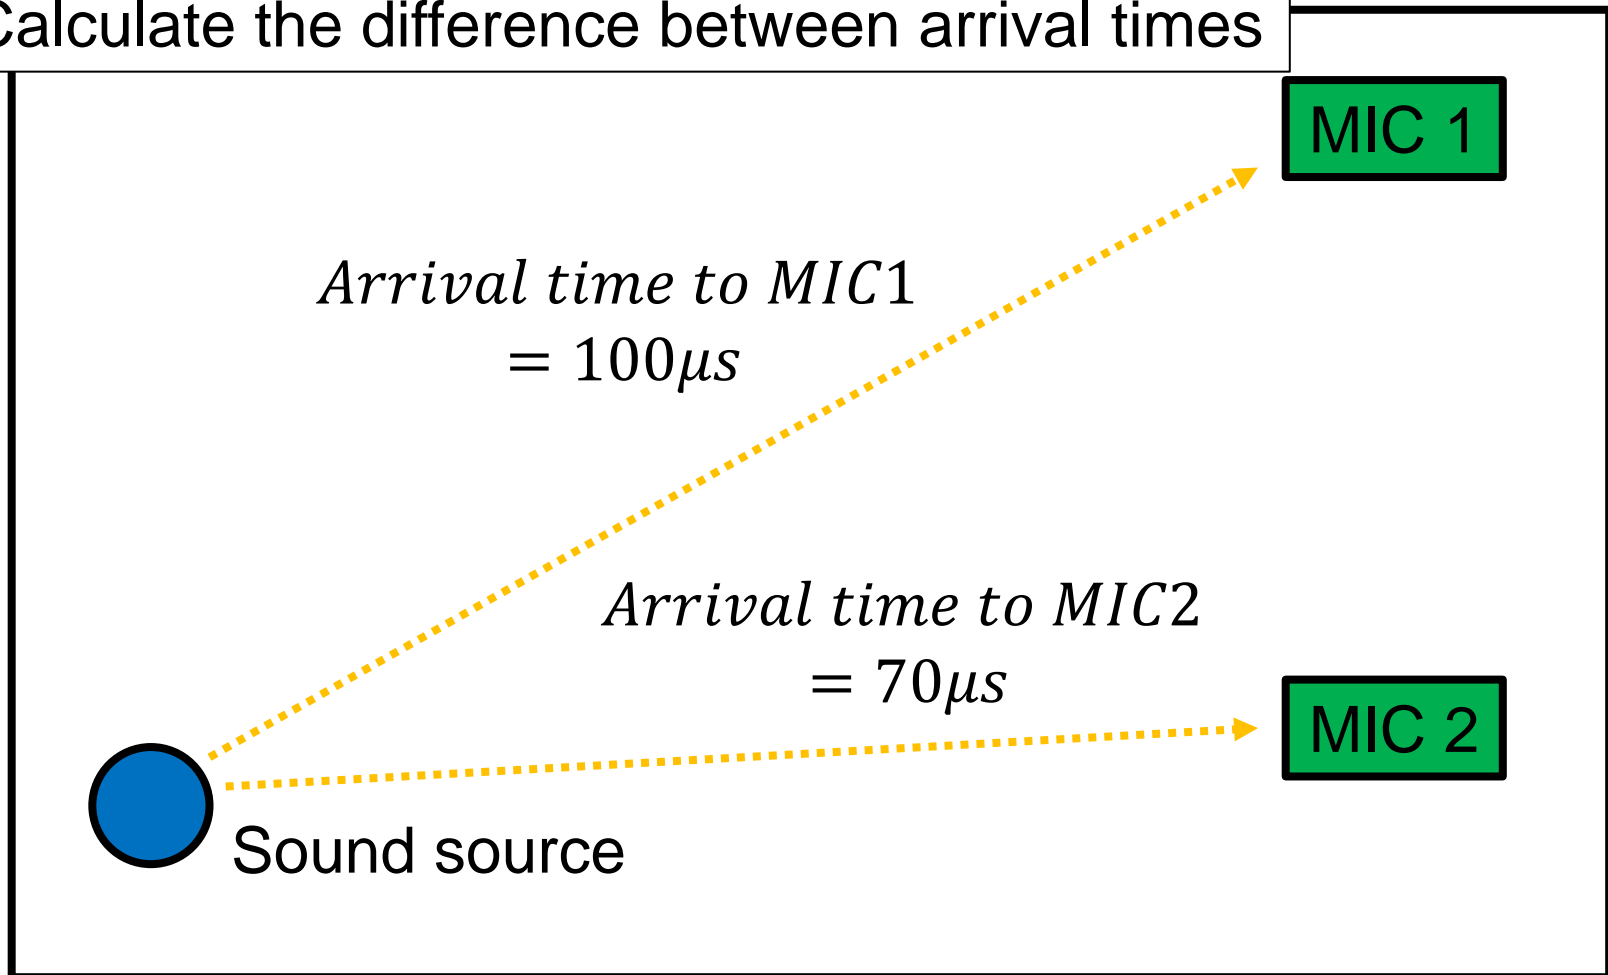 Calculate the difference between arrival times
MIC 1
Arrival time to MIC1
= 100μs
Arrival time to MIC2
= 70μs
MIC 2
Sound source